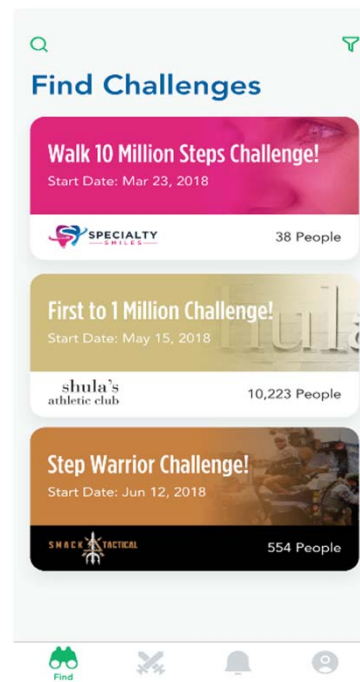 Find Challenges
Walk 10 Million Steps Challenge!
Start Date: Mar 23, 2018
SPECIALTY
SMILES
38 People
First to 1 Million Challenge!
Start Date: May 15, 2018
hula
shula's
athletic club
10,223 People
Step Warrior Challenge!
Start Date: Jun 12, 2018
SMACK TACTICAL
554 People
Find